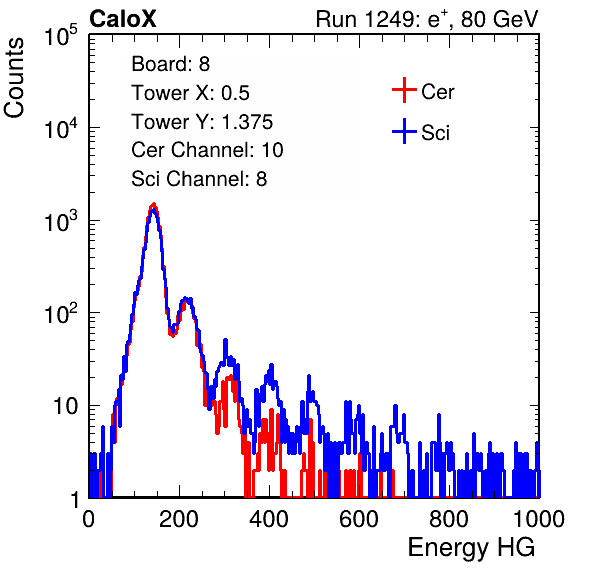 CaloX Run 1249: e⁺, 80 GeV
Counts
Board: 8
Tower X: 0.5
Tower Y: 1.375
Cer Channel: 10
Sci Channel: 8
Cer
Sci
10⁵
10⁴
10³
10²
10
1
0 200 400 600 800 1000
Energy HG